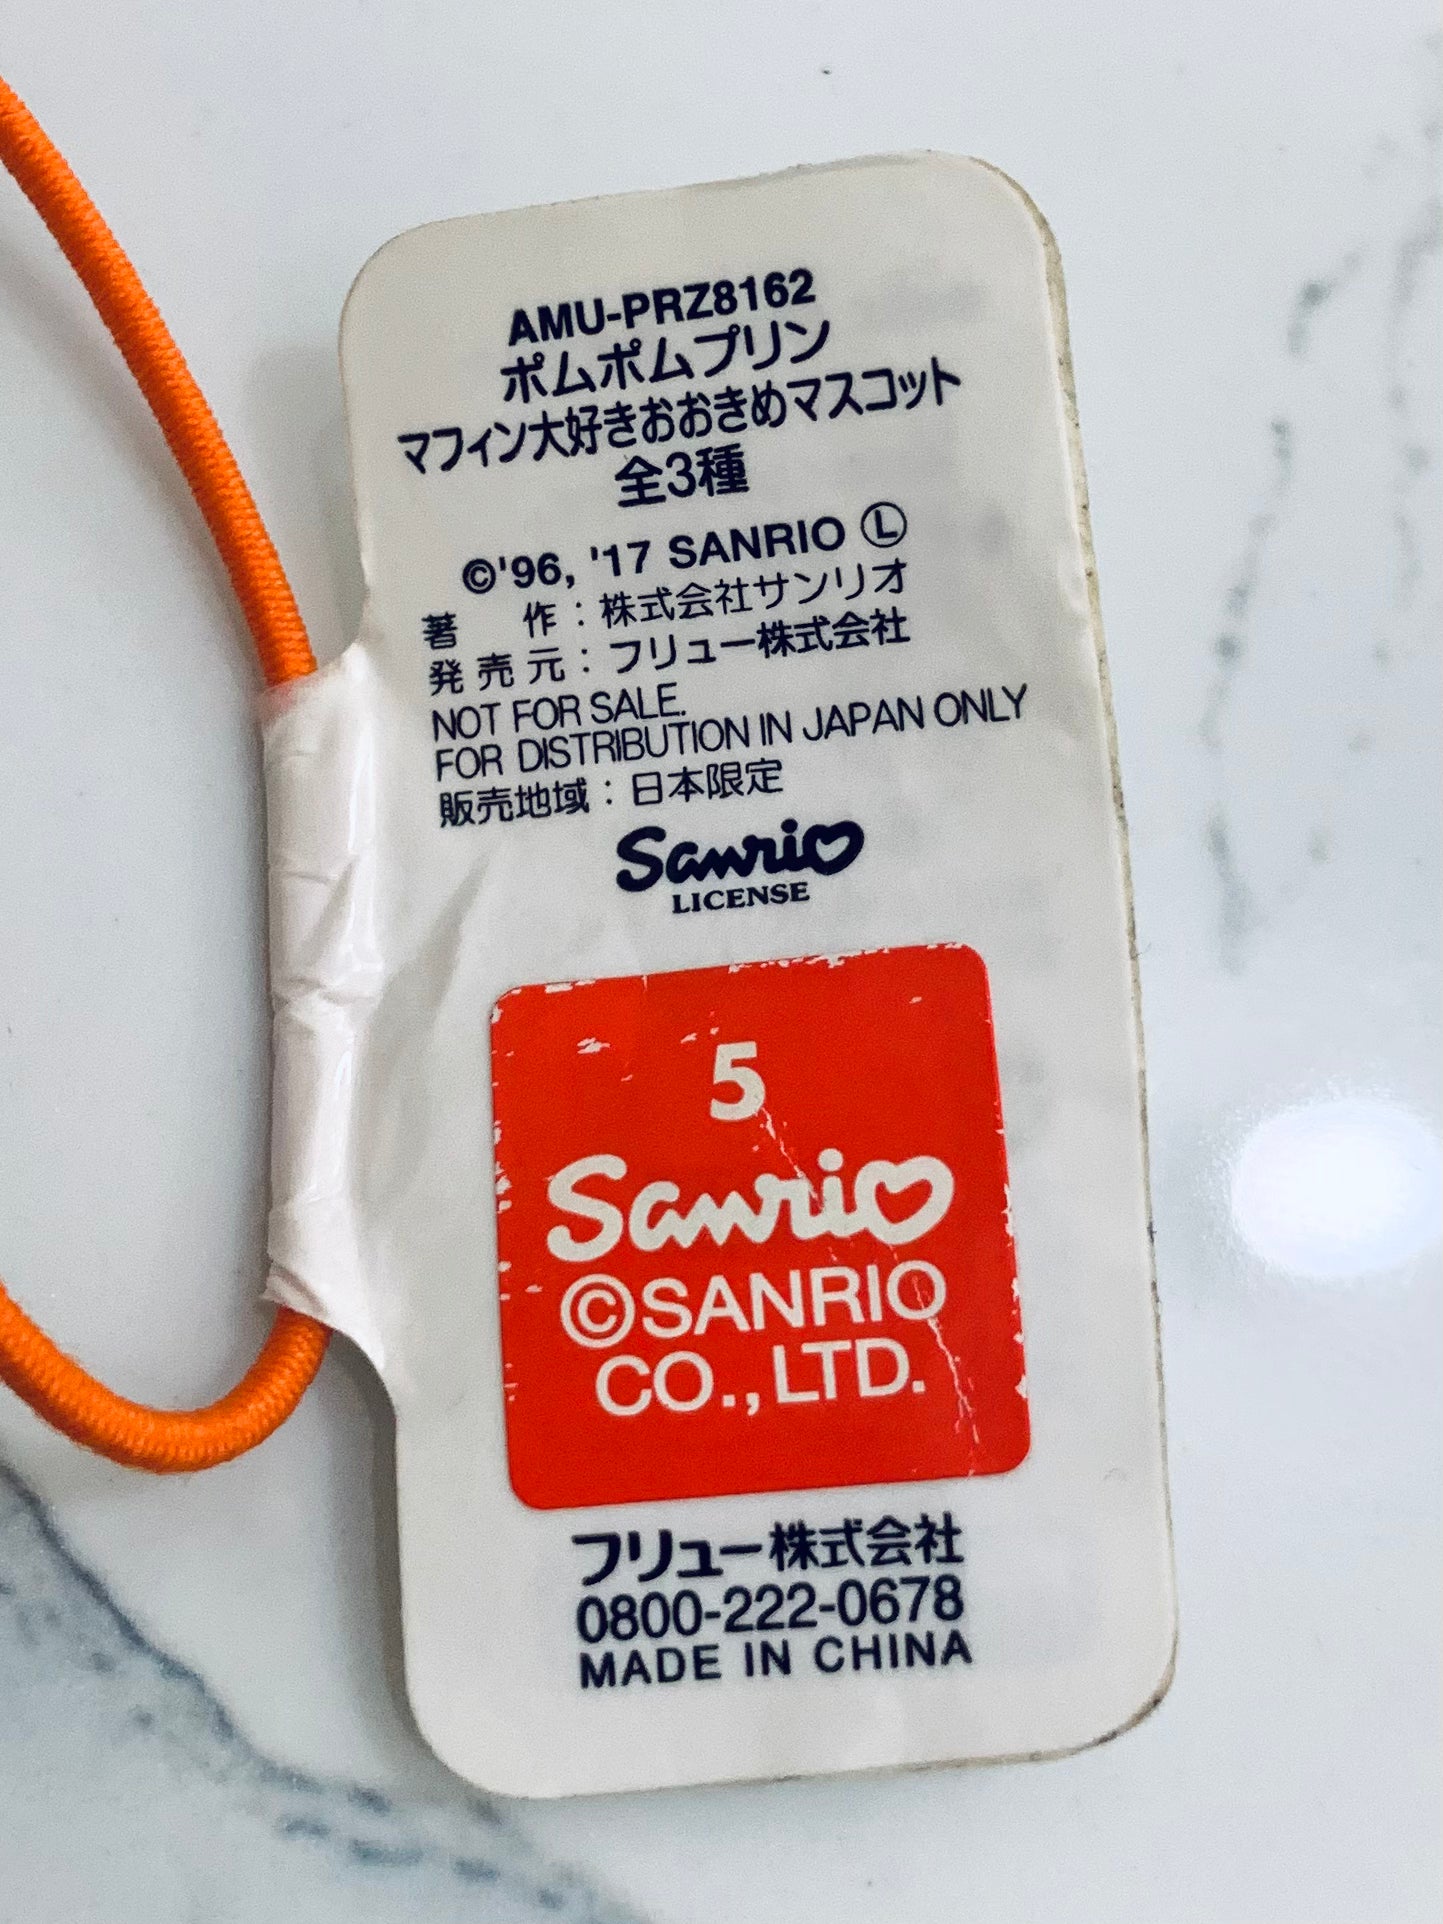 AMU-PRZ8162
ポムポムプリン
マフィン大好きおおきめマスコット
全3種
©'96, '17 SANRIO Ⓛ
著　作：株式会社サンリオ
発売元：フリュー株式会社
NOT FOR SALE.
FOR DISTRIBUTION IN JAPAN ONLY
販売地域：日本限定
Sanrio
LICENSE
5
Sanrio
©SANRIO
CO.,LTD.
フリュー株式会社
0800-222-0678
MADE IN CHINA